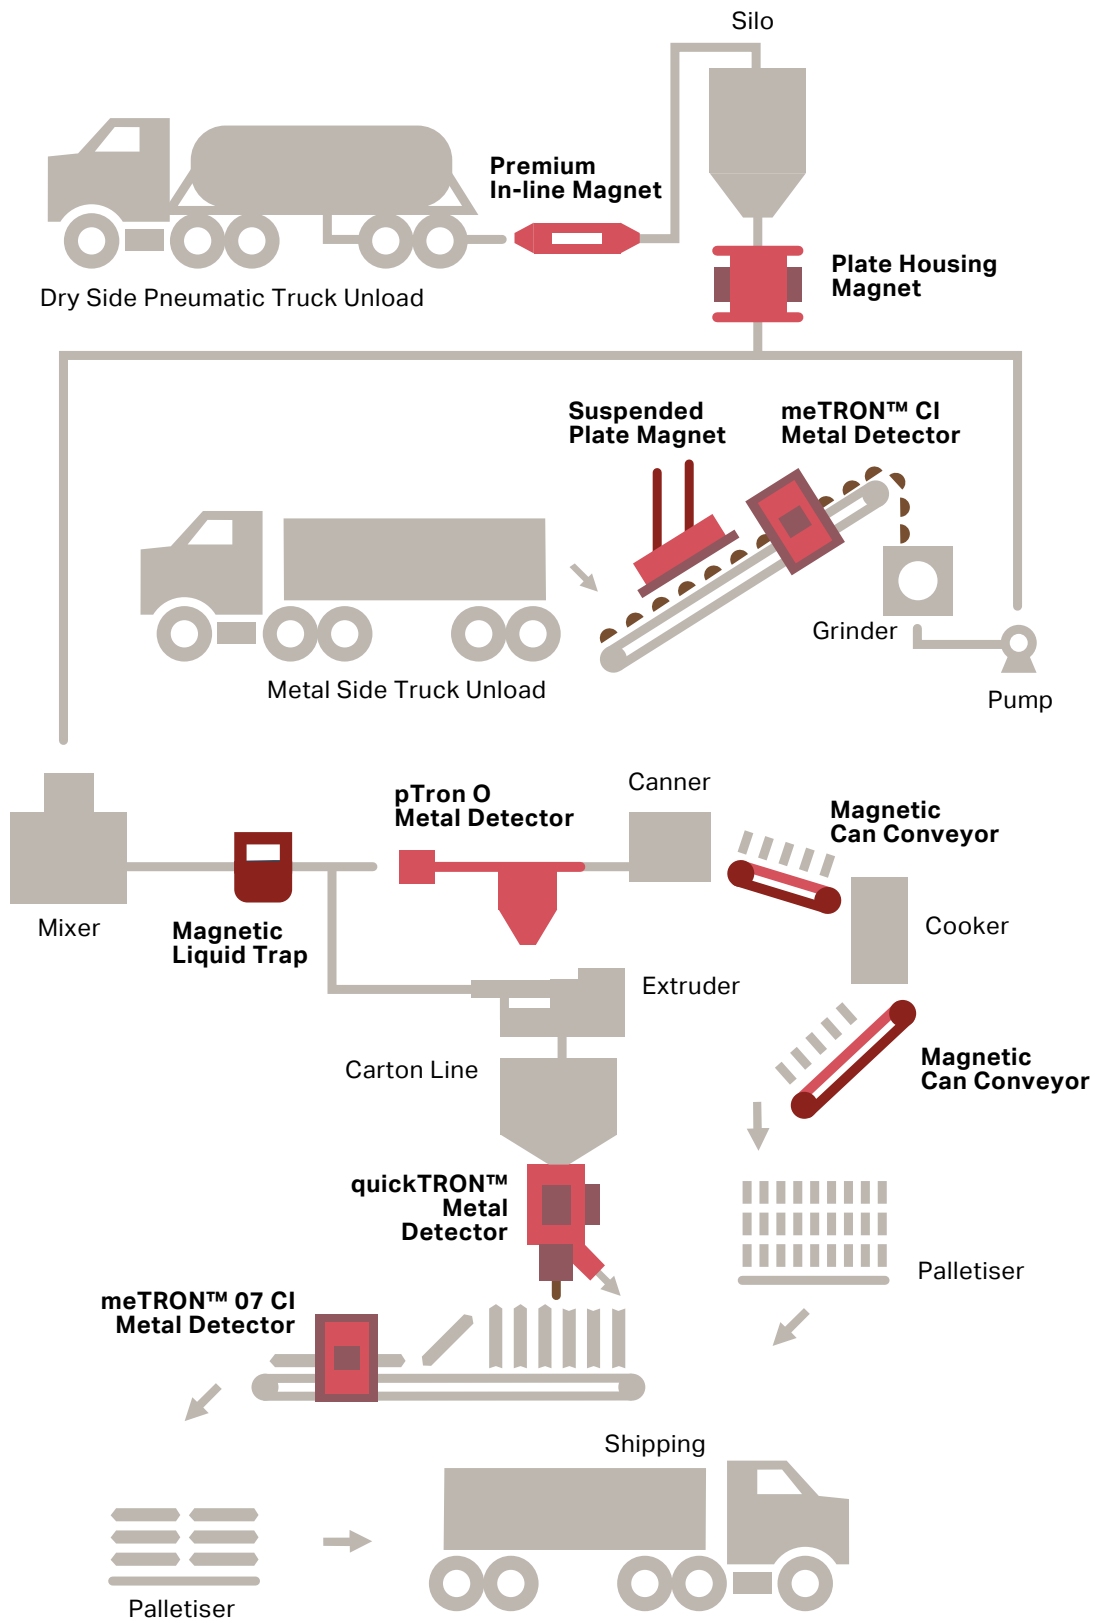 Silo
Premium
In-line Magnet
Plate Housing
Magnet
Dry Side Pneumatic Truck Unload
Suspended
Plate Magnet
meTRON™ CI
Metal Detector
Grinder
Metal Side Truck Unload
Pump
Canner
pTron O
Metal Detector
Magnetic
Can Conveyor
Mixer
Magnetic
Liquid Trap
Cooker
Extruder
Carton Line
Magnetic
Can Conveyor
quickTRON™
Metal
Detector
Palletiser
meTRON™ 07 CI
Metal Detector
Shipping
Palletiser